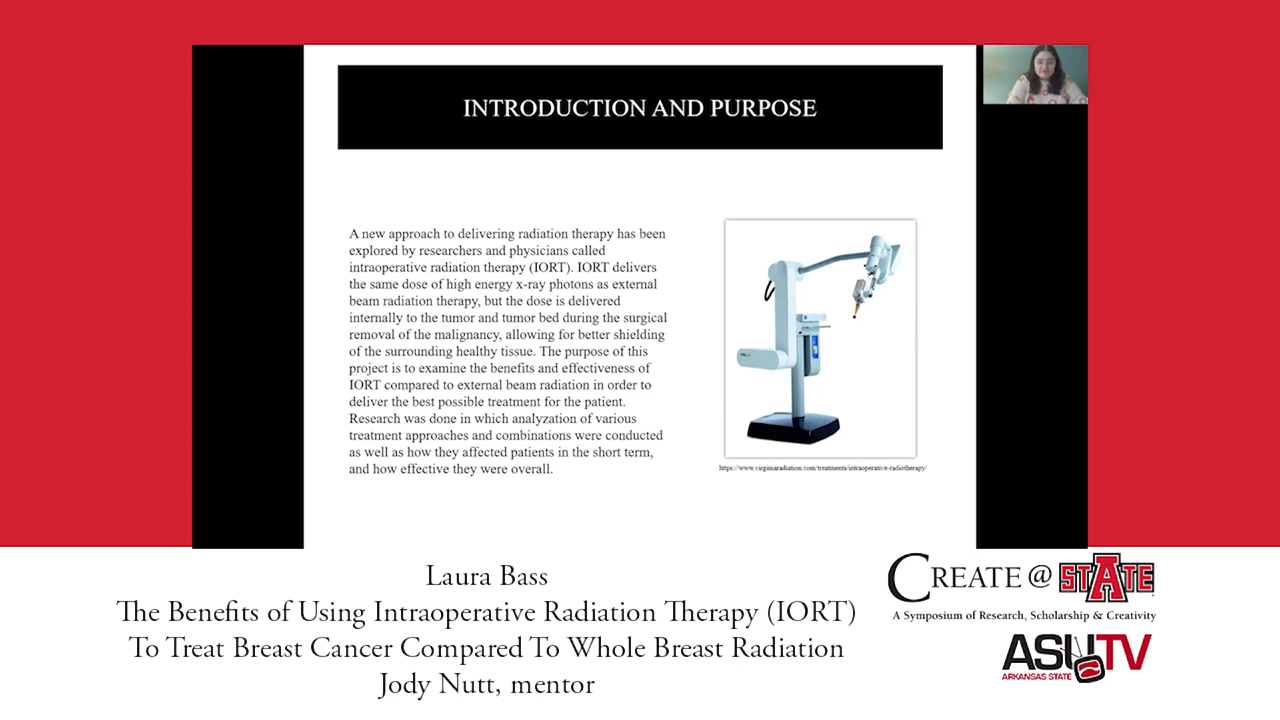 INTRODUCTION AND PURPOSE
A new approach to delivering radiation therapy has been
explored by researchers and physicians called
intraoperative radiation therapy (IORT). IORT delivers
the same dose of high energy x-ray photons as external
beam radiation therapy, but the dose is delivered
internally to the tumor and tumor bed during the surgical
removal of the malignancy, allowing for better shielding
of the surrounding healthy tissue. The purpose of this
project is to examine the benefits and effectiveness of
IORT compared to external beam radiation in order to
deliver the best possible treatment for the patient.
Research was done in which analyzation of various
treatment approaches and combinations were conducted
as well as how they affected patients in the short term,
and how effective they were overall.
https://www.virginiaradiation.com/treatments/intraoperative-radiotherapy/
Laura Bass
The Benefits of Using Intraoperative Radiation Therapy (IORT)
To Treat Breast Cancer Compared To Whole Breast Radiation
Jody Nutt, mentor
CREATE @ STATE
A Symposium of Research, Scholarship & Creativity
ASUTV
ARKANSAS STATE